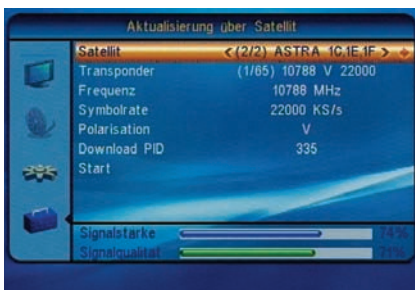 Aktualisierung über Satellit
Satellit <(2/2) ASTRA 1C,1E,1F>
Transponder (1/65) 10788 V 22000
Frequenz 10788 MHz
Symbolrate 22000 KS/s
Polarisation V
Download PID 335
Start
Signalstärke 74%
Signalqualität 71%